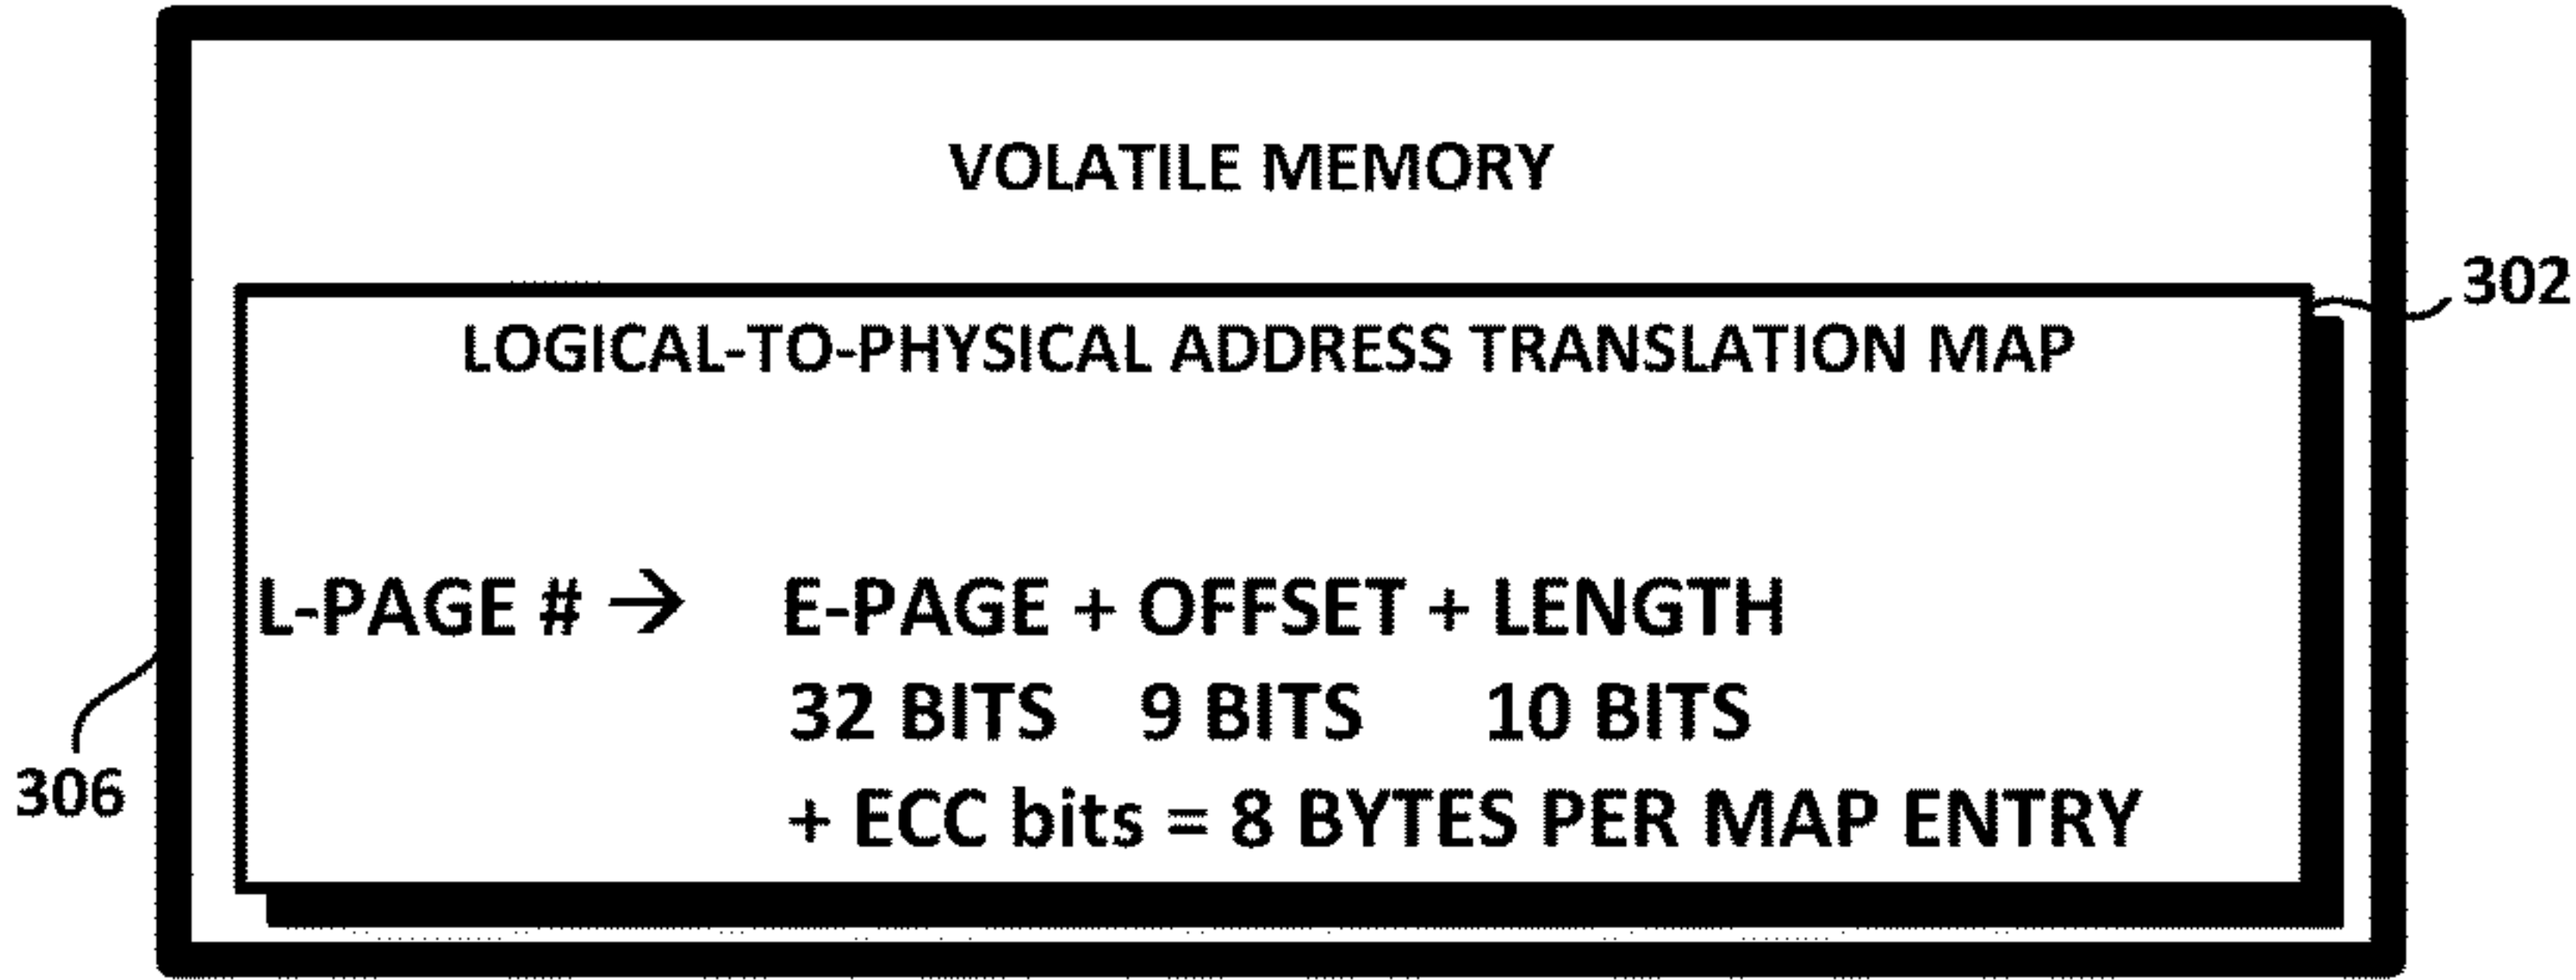 VOLATILE MEMORY
302
LOGICAL-TO-PHYSICAL ADDRESS TRANSLATION MAP
L-PAGE # → E-PAGE + OFFSET + LENGTH
32 BITS 9 BITS 10 BITS
306
+ ECC bits = 8 BYTES PER MAP ENTRY